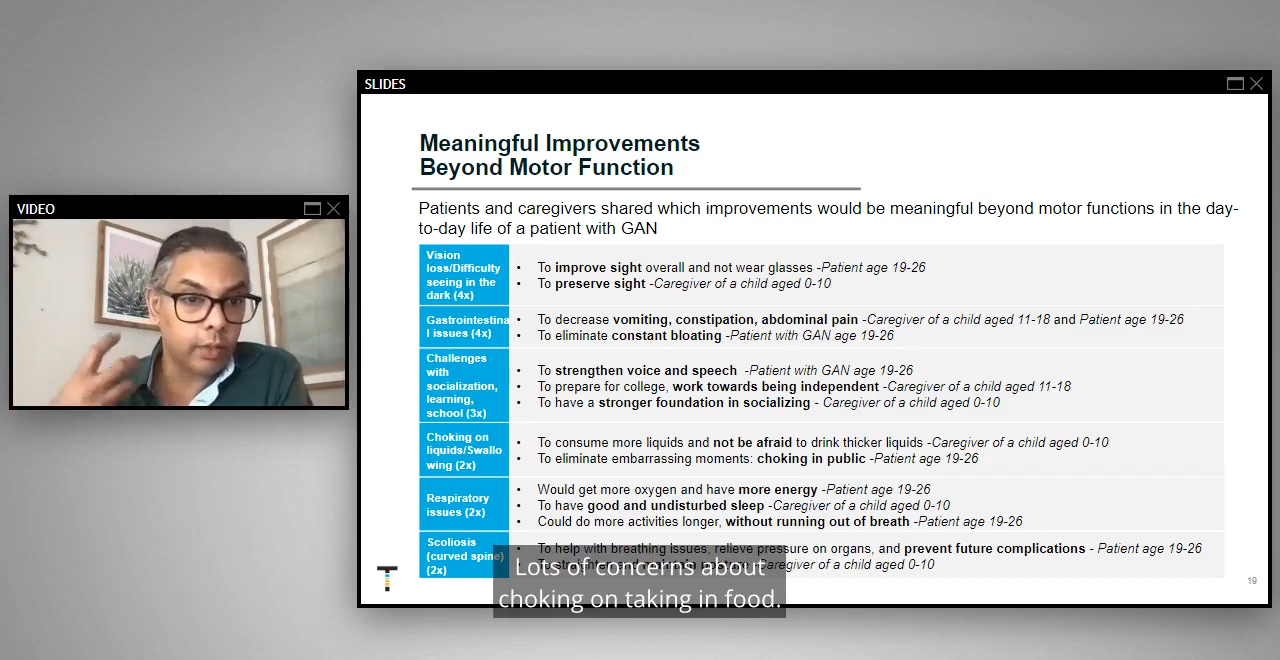 SLIDES
Meaningful Improvements
Beyond Motor Function
VIDEO
Patients and caregivers shared which improvements would be meaningful beyond motor functions in the day-
to-day life of a patient with GAN
Vision
loss/Difficulty
seeing in the
dark (4x)
• To improve sight overall and not wear glasses -Patient age 19-26
• To preserve sight -Caregiver of a child aged 0-10
Gastrointestina
l issues (4x)
• To decrease vomiting, constipation, abdominal pain -Caregiver of a child aged 11-18 and Patient age 19-26
• To eliminate constant bloating -Patient with GAN age 19-26
Challenges
with
socialization,
learning,
school (3x)
• To strengthen voice and speech -Patient with GAN age 19-26
• To prepare for college, work towards being independent -Caregiver of a child aged 11-18
• To have a stronger foundation in socializing - Caregiver of a child aged 0-10
Choking on
liquids/Swallo
wing (2x)
• To consume more liquids and not be afraid to drink thicker liquids -Caregiver of a child aged 0-10
• To eliminate embarrassing moments: choking in public -Patient age 19-26
Respiratory
issues (2x)
• Would get more oxygen and have more energy -Patient age 19-26
• To have good and undisturbed sleep -Caregiver of a child aged 0-10
• Could do more activities longer, without running out of breath -Patient age 19-26
Scoliosis
(curved spine)
(2x)
• To help with breathing issues, relieve pressure on organs, and prevent future complications - Patient age 19-26
• To -Caregiver of a child aged 0-10
T
19
Lots of concerns about
choking on taking in food.